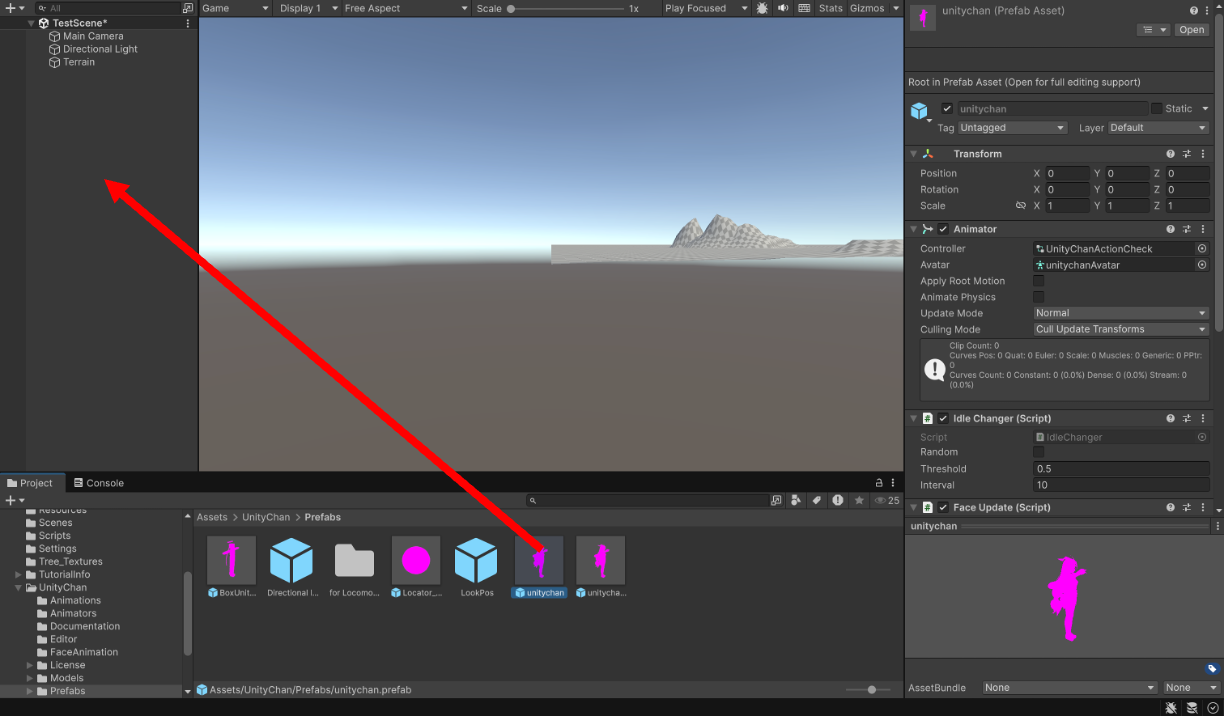 All
TestScene*
Main Camera
Directional Light
Terrain
Game
Display 1
Free Aspect
Scale
1x
Play Focused
Stats
Gizmos
unitychan (Prefab Asset)
Open
Root in Prefab Asset (Open for full editing support)
unitychan
Static
Tag Untagged
Layer Default
Transform
Position X 0 Y 0 Z 0
Rotation X 0 Y 0 Z 0
Scale X 1 Y 1 Z 1
Animator
Controller UnityChanActionCheck
Avatar unitychanAvatar
Apply Root Motion
Animate Physics
Update Mode Normal
Culling Mode Cull Update Transforms
Clip Count: 0
Curves Pos: 0 Quat: 0 Euler: 0 Scale: 0 Muscles: 0 Generic: 0 PPtr:
0
Curves Count: 0 Constant: 0 (0.0%) Dense: 0 (0.0%) Stream: 0
(0.0%)
# Idle Changer (Script)
Script IdleChanger
Random
Threshold 0.5
Interval 10
# Face Update (Script)
unitychan
AssetBundle None None
Project
Console
25
Resources
Scenes
Scripts
Settings
Tree_Textures
TutorialInfo
UnityChan
Animations
Animators
Documentation
Editor
FaceAnimation
License
Models
Prefabs
Assets > UnityChan > Prefabs
BoxUnit...
Directional l...
for Locomo...
Locator_...
LookPos
unitychan
unitycha...
Assets/UnityChan/Prefabs/unitychan.prefab